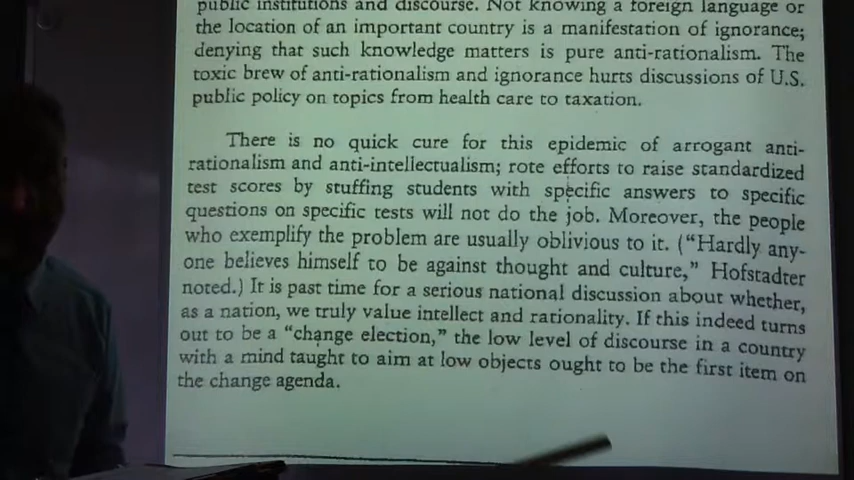 public institutions and discourse. Not knowing a foreign language or
the location of an important country is a manifestation of ignorance;
denying that such knowledge matters is pure anti-rationalism. The
toxic brew of anti-rationalism and ignorance hurts discussions of U.S.
public policy on topics from health care to taxation.
There is no quick cure for this epidemic of arrogant anti-
rationalism and anti-intellectualism; rote efforts to raise standardized
test scores by stuffing students with specific answers to specific
questions on specific tests will not do the job. Moreover, the people
who exemplify the problem are usually oblivious to it. (“Hardly any-
one believes himself to be against thought and culture,” Hofstadter
noted.) It is past time for a serious national discussion about whether,
as a nation, we truly value intellect and rationality. If this indeed turns
out to be a “change election,” the low level of discourse in a country
with a mind taught to aim at low objects ought to be the first item on
the change agenda.